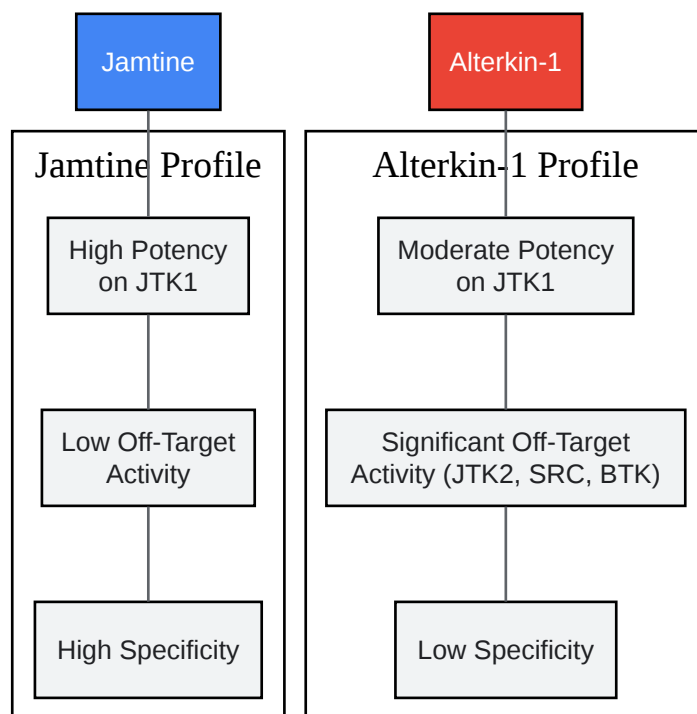 Jamtine
Alterkin-1
Jamtine Profile
Alterkin-1 Profile
High Potency
on JTK1
Moderate Potency
on JTK1
Low Off-Target
Activity
Significant Off-Target
Activity (JTK2, SRC, BTK)
High Specificity
Low Specificity